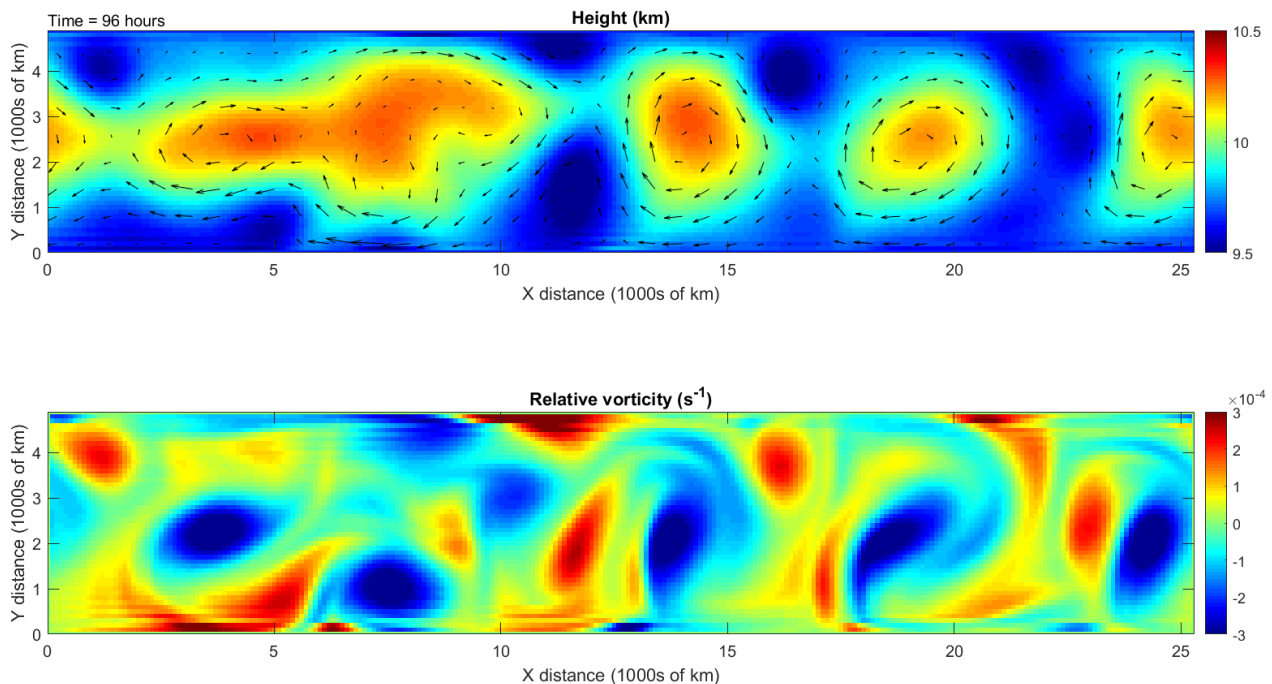 Time = 96 hours
Height (km)
Y distance (1000s of km)
4
3
2
1
0
0 5 10 15 20 25
X distance (1000s of km)
10.5
10
9.5
Relative vorticity (s-1)
Y distance (1000s of km)
4
3
2
1
0
0 5 10 15 20 25
X distance (1000s of km)
×10-4
3
2
1
0
-1
-2
-3